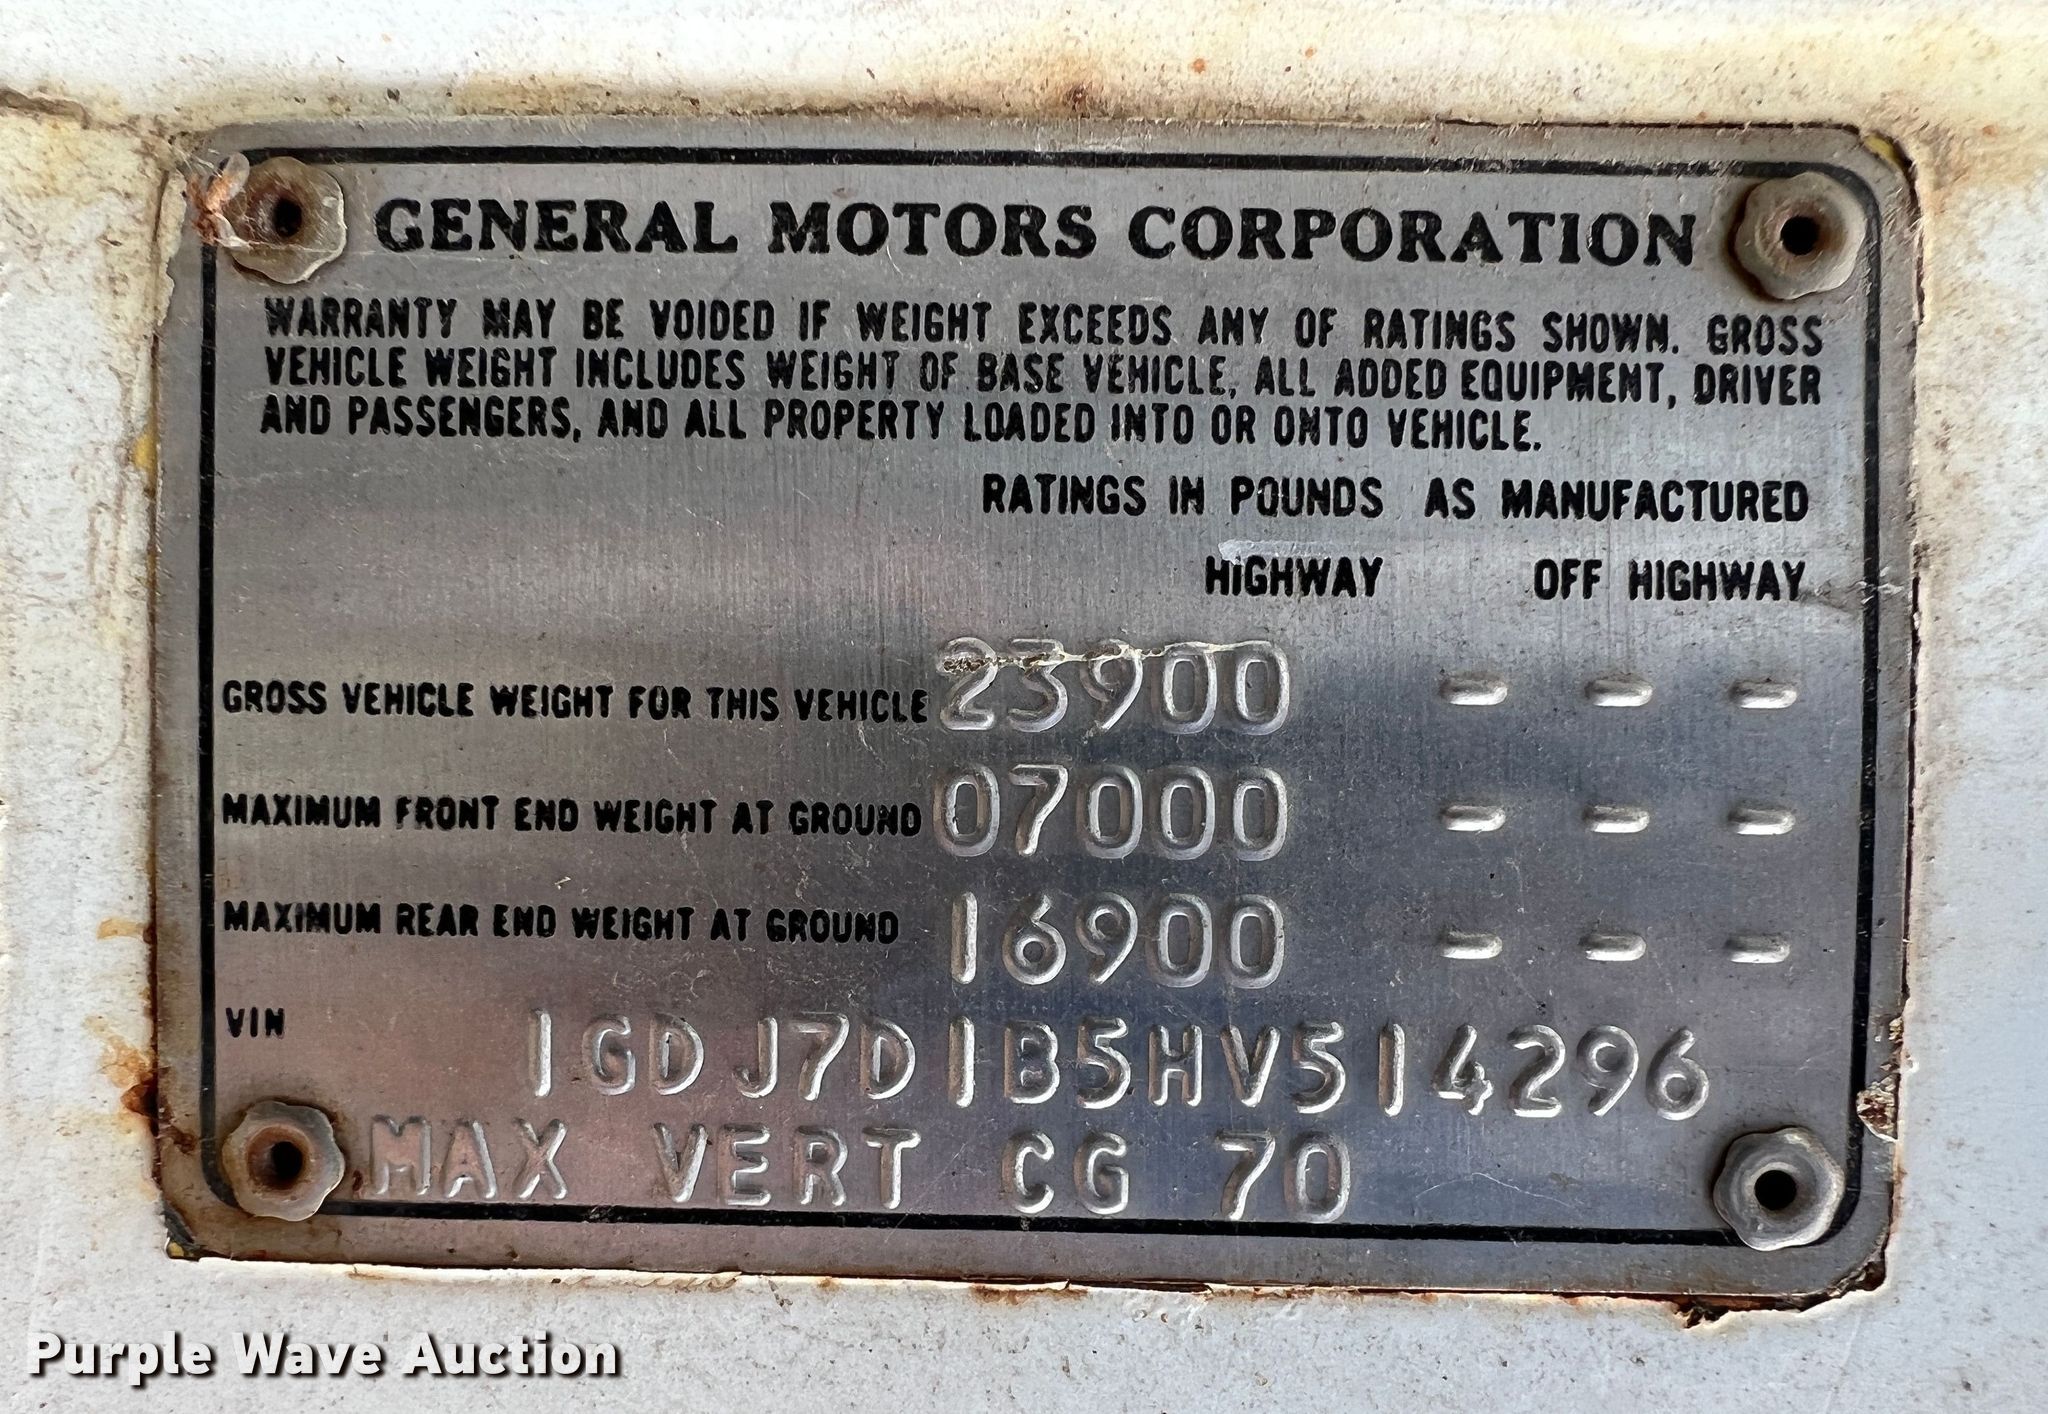 GENERAL MOTORS CORPORATION
WARRANTY MAY BE VOIDED IF WEIGHT EXCEEDS ANY OF RATINGS SHOWN. GROSS
VEHICLE WEIGHT INCLUDES WEIGHT OF BASE VEHICLE, ALL ADDED EQUIPMENT, DRIVER
AND PASSENGERS, AND ALL PROPERTY LOADED INTO OR ONTO VEHICLE.
RATINGS IN POUNDS AS MANUFACTURED
HIGHWAY OFF HIGHWAY
GROSS VEHICLE WEIGHT FOR THIS VEHICLE 23900 - - -
MAXIMUM FRONT END WEIGHT AT GROUND 07000 - - -
MAXIMUM REAR END WEIGHT AT GROUND 16900 - - -
VIN 1GDJ7D1B5HV514296
MAX VERT CG 70
Purple Wave Auction